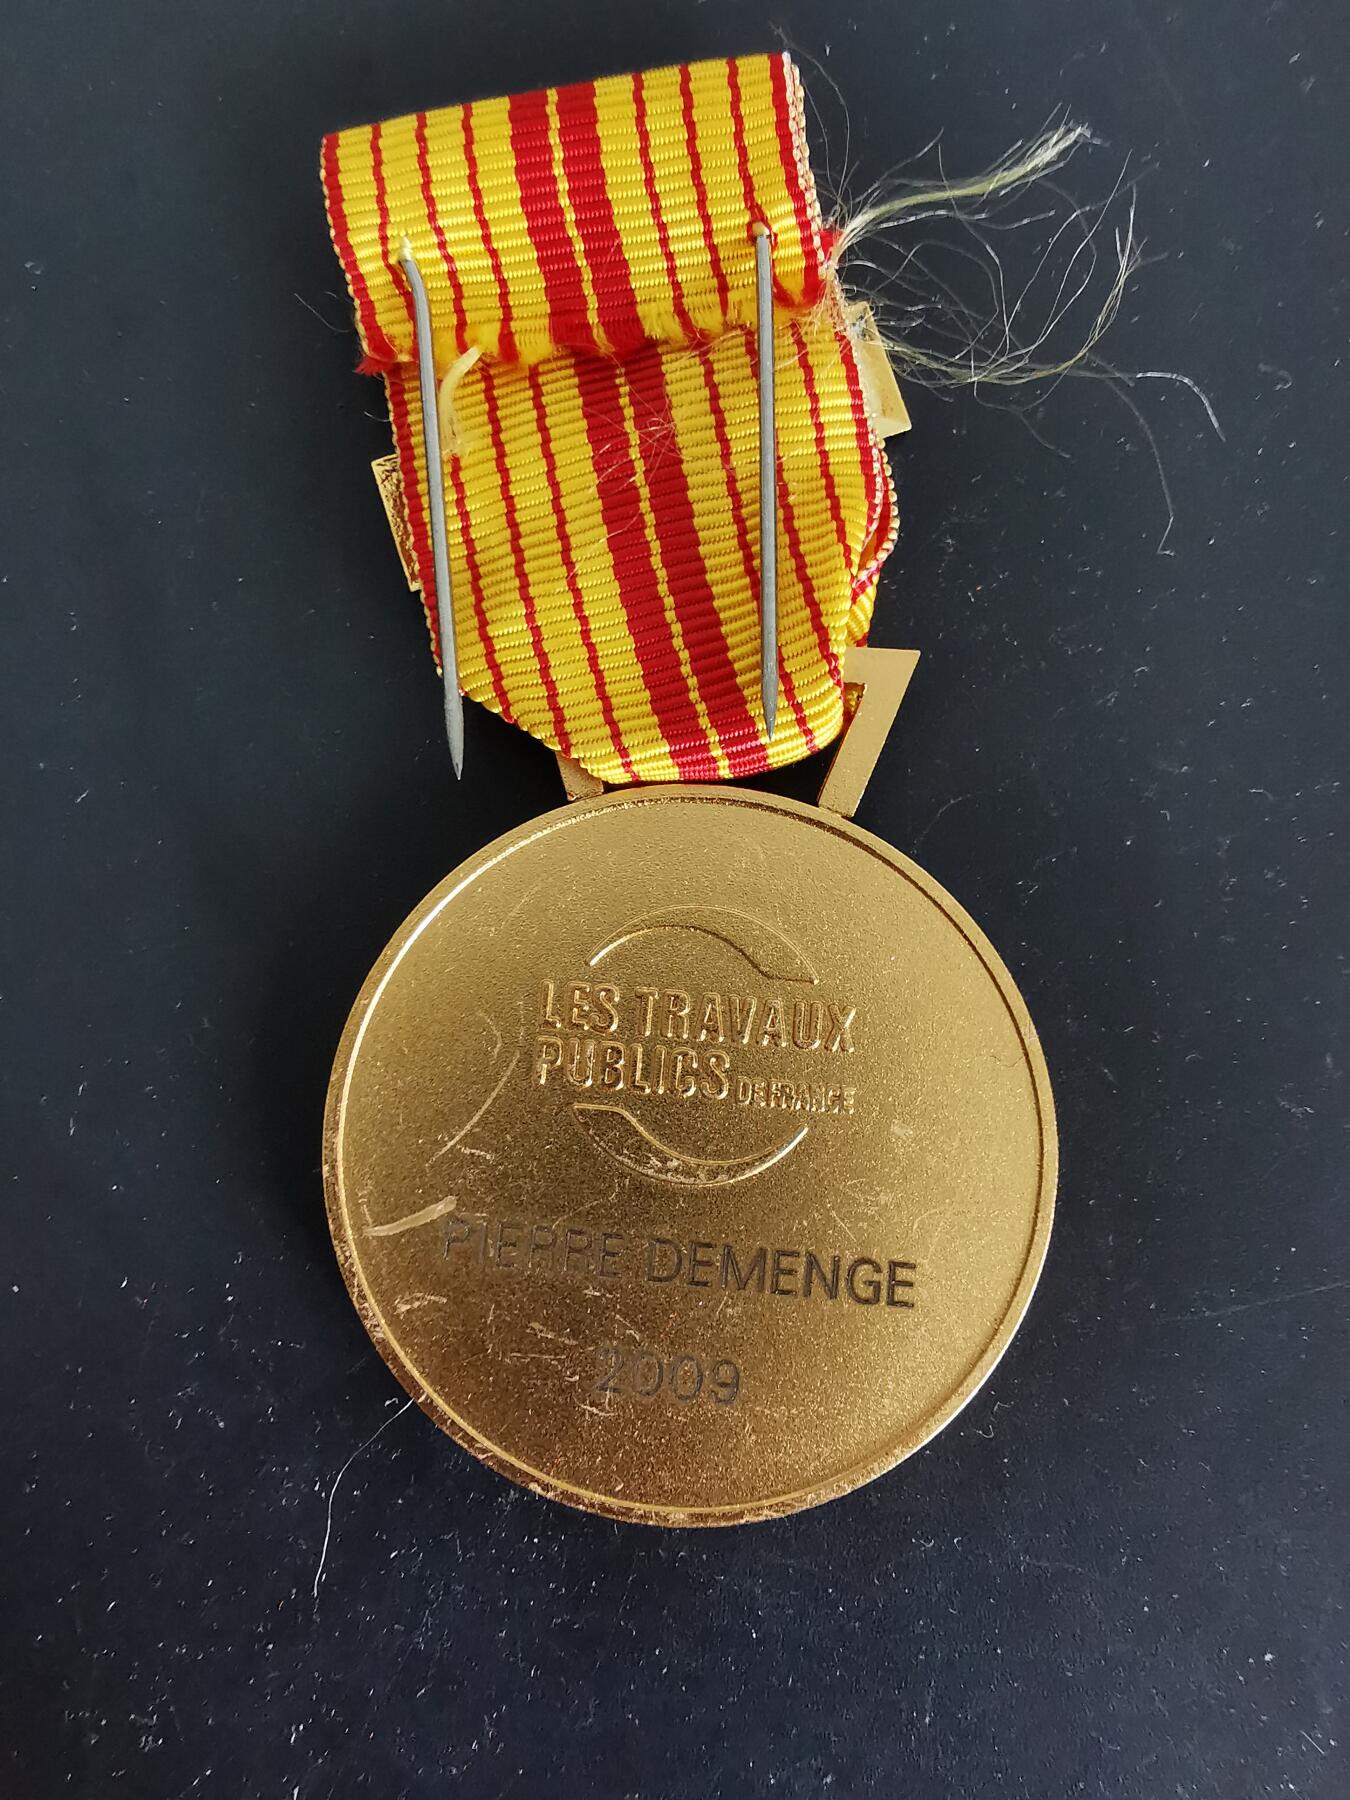 LES TRAVAUX
PUBLICS DE FRANCE
PIERRE DEMENGE
2009